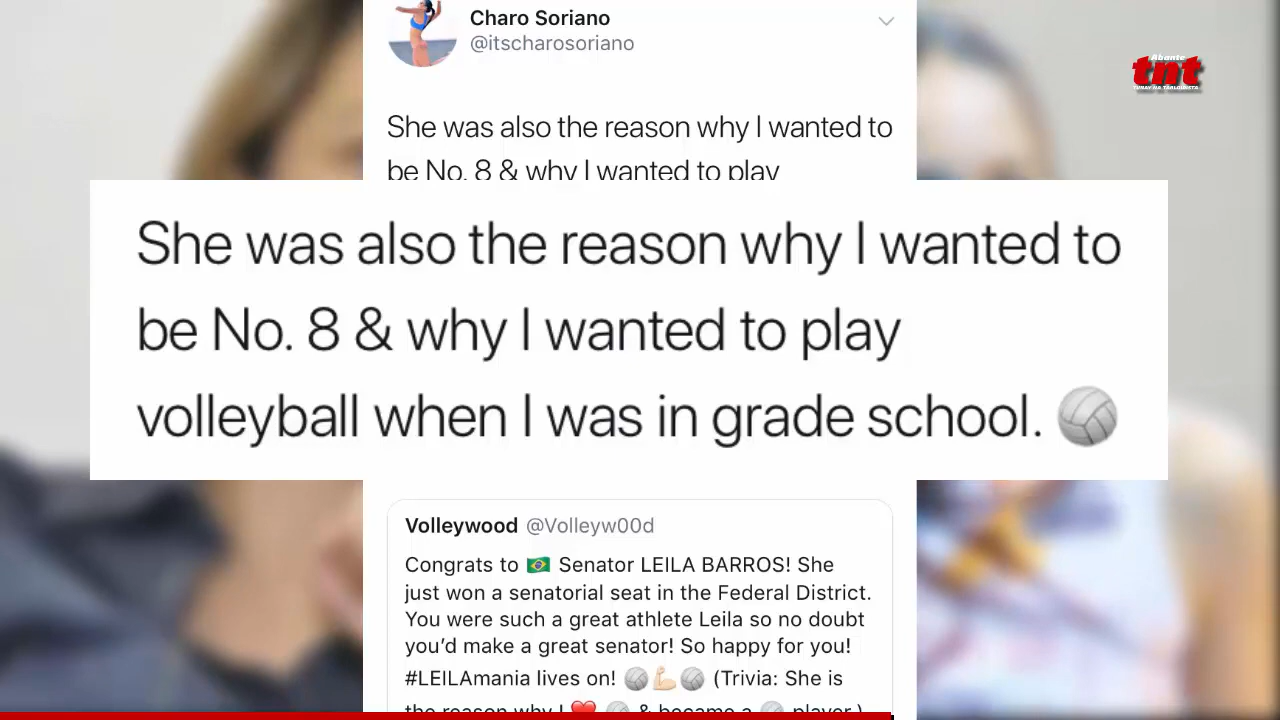 Charo Soriano
@itscharosoriano
Abante
tnt
TUNAY NA TABLOIDISTA
She was also the reason why I wanted to
be No. 8 & why I wanted to play
She was also the reason why I wanted to
be No. 8 & why I wanted to play
volleyball when I was in grade school. 🏐
Volleywood @Volleyw00d
Congrats to 🇧🇷 Senator LEILA BARROS! She
just won a senatorial seat in the Federal District.
You were such a great athlete Leila so no doubt
you’d make a great senator! So happy for you!
#LEILAmania lives on! 🏐💪🏻🏐 (Trivia: She is
the reason why I ❤️ 🏐 & became a 🏐 player.)